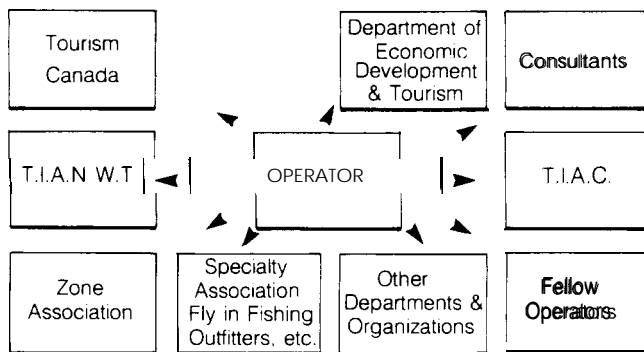 Tourism
Canada
Department of
Economic
Development
& Tourism
Consultants
T.I.A.N W.T
OPERATOR
T.I.A.C.
Zone
Association
Specialty
Association
Fly in Fishing
Outfitters, etc.
Other
Departments &
Organizations
Fellow
Operators